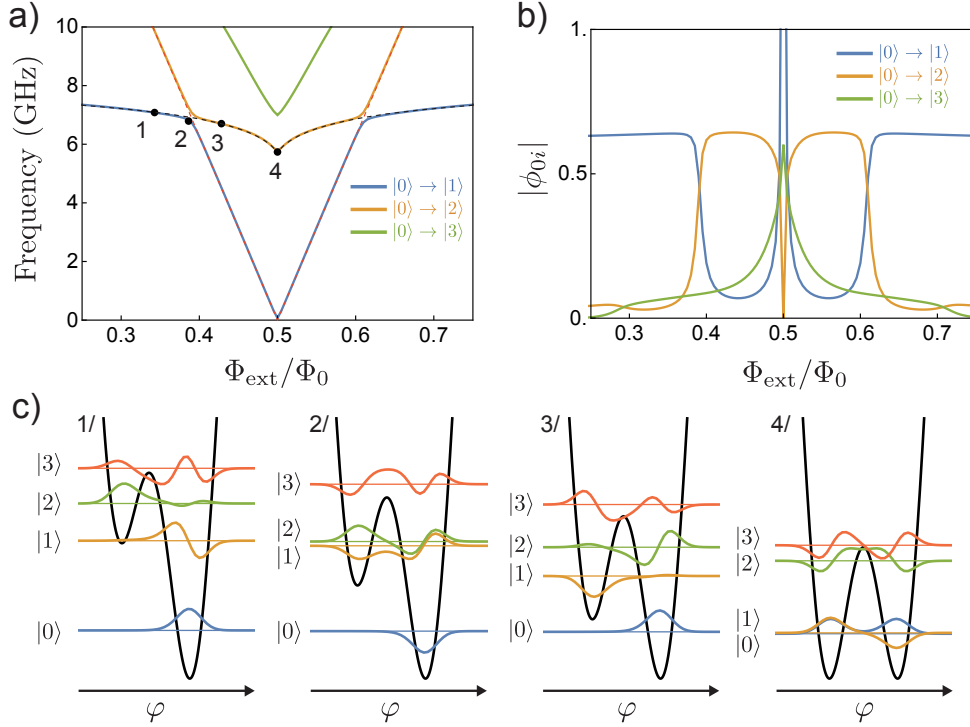 a)
10
8
6
4
2
0
0.3
0.4
0.5
0.6
0.7
Frequency (GHz)
Φext/Φ0
1
2
3
4
|0⟩ → |1⟩
|0⟩ → |2⟩
|0⟩ → |3⟩
b)
1.
0.5
0.
0.3
0.4
0.5
0.6
0.7
|ϕ0i|
Φext/Φ0
|0⟩ → |1⟩
|0⟩ → |2⟩
|0⟩ → |3⟩
c)
1/
|3⟩
|2⟩
|1⟩
|0⟩
φ
2/
|3⟩
|2⟩
|1⟩
|0⟩
φ
3/
|3⟩
|2⟩
|1⟩
|0⟩
φ
4/
|3⟩
|2⟩
|1⟩
|0⟩
φ